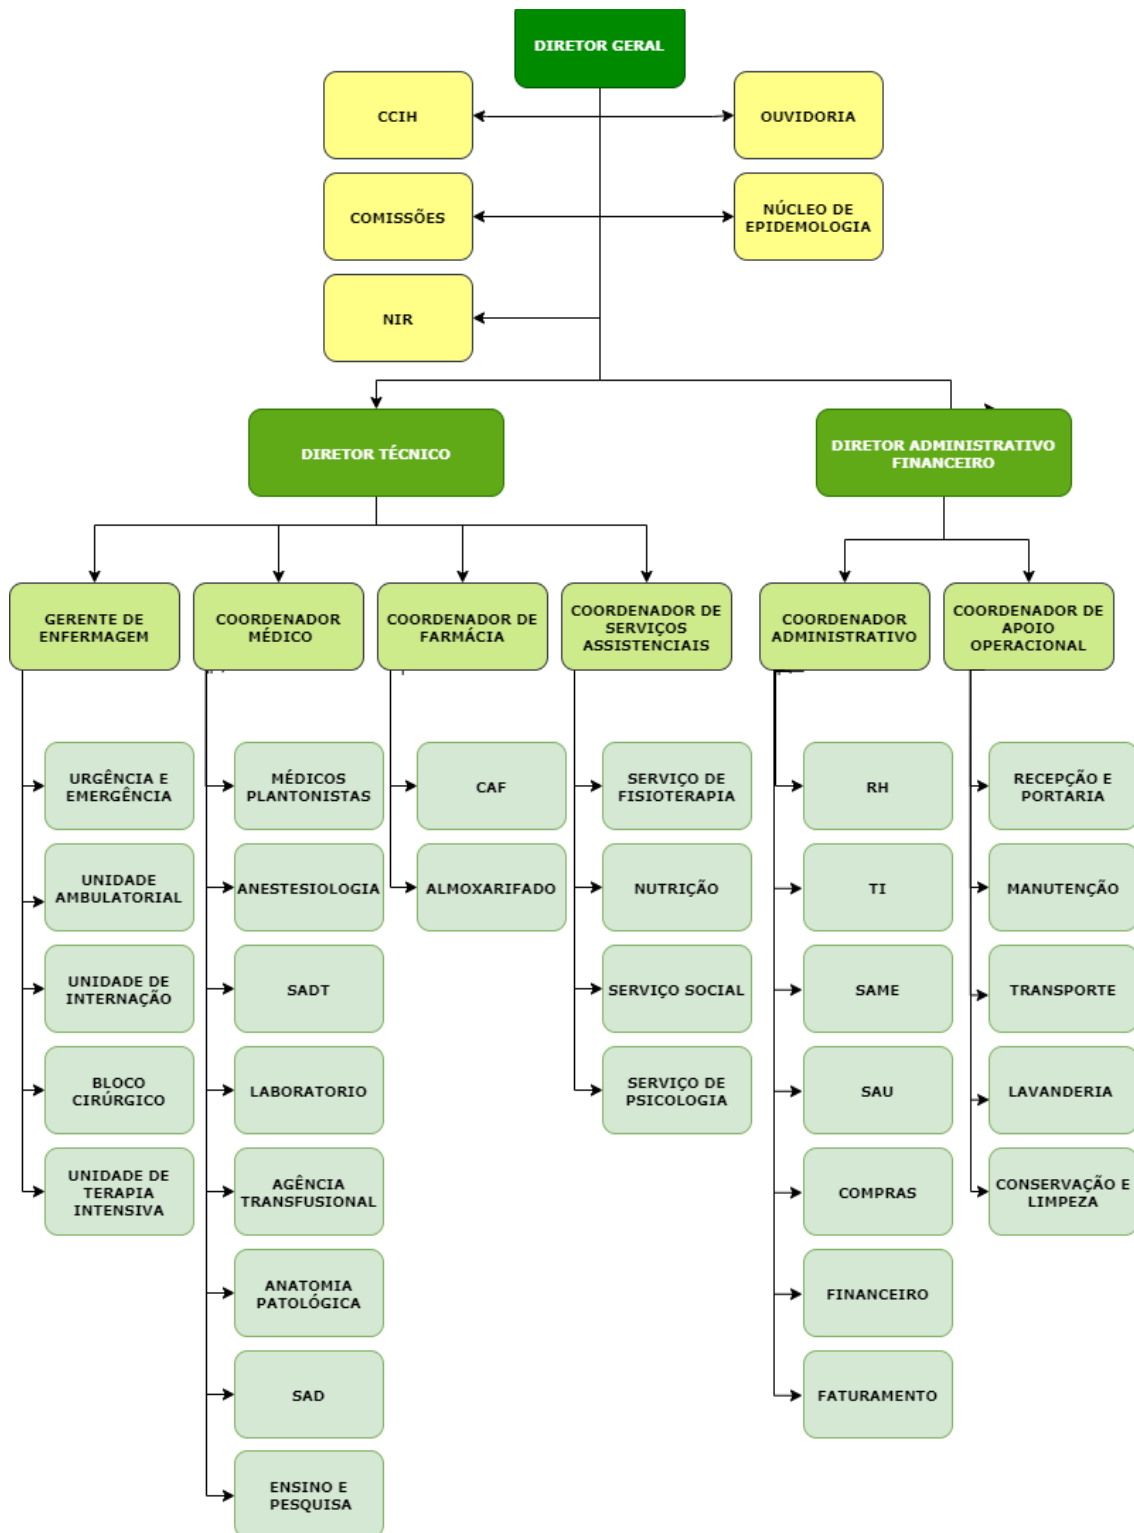 DIRETOR GERAL
CCIH
OUVIDORIA
COMISSÕES
NÚCLEO DE
EPIDEMOLOGIA
NIR
DIRETOR TÉCNICO
DIRETOR ADMINISTRATIVO
FINANCEIRO
GERENTE DE
ENFERMAGEM
COORDENADOR
MÉDICO
COORDENADOR DE
FARMÁCIA
COORDENADOR DE
SERVIÇOS
ASSISTENCIAIS
COORDENADOR
ADMINISTRATIVO
COORDENADOR DE
APOIO
OPERACIONAL
URGÊNCIA E
EMERGÊNCIA
UNIDADE
AMBULATORIAL
UNIDADE DE
INTERNAÇÃO
BLOCO
CIRÚRGICO
UNIDADE DE
TERAPIA
INTENSIVA
MÉDICOS
PLANTONISTAS
ANESTESIOLOGIA
SADT
LABORATORIO
AGÊNCIA
TRANSFUSIONAL
ANATOMIA
PATOLÓGICA
SAD
ENSINO E
PESQUISA
CAF
ALMOXARIFADO
SERVIÇO DE
FISIOTERAPIA
NUTRIÇÃO
SERVIÇO SOCIAL
SERVIÇO DE
PSICOLOGIA
RH
TI
SAME
SAU
COMPRAS
FINANCEIRO
FATURAMENTO
RECEPÇÃO E
PORTARIA
MANUTENÇÃO
TRANSPORTE
LAVANDERIA
CONSERVAÇÃO E
LIMPEZA